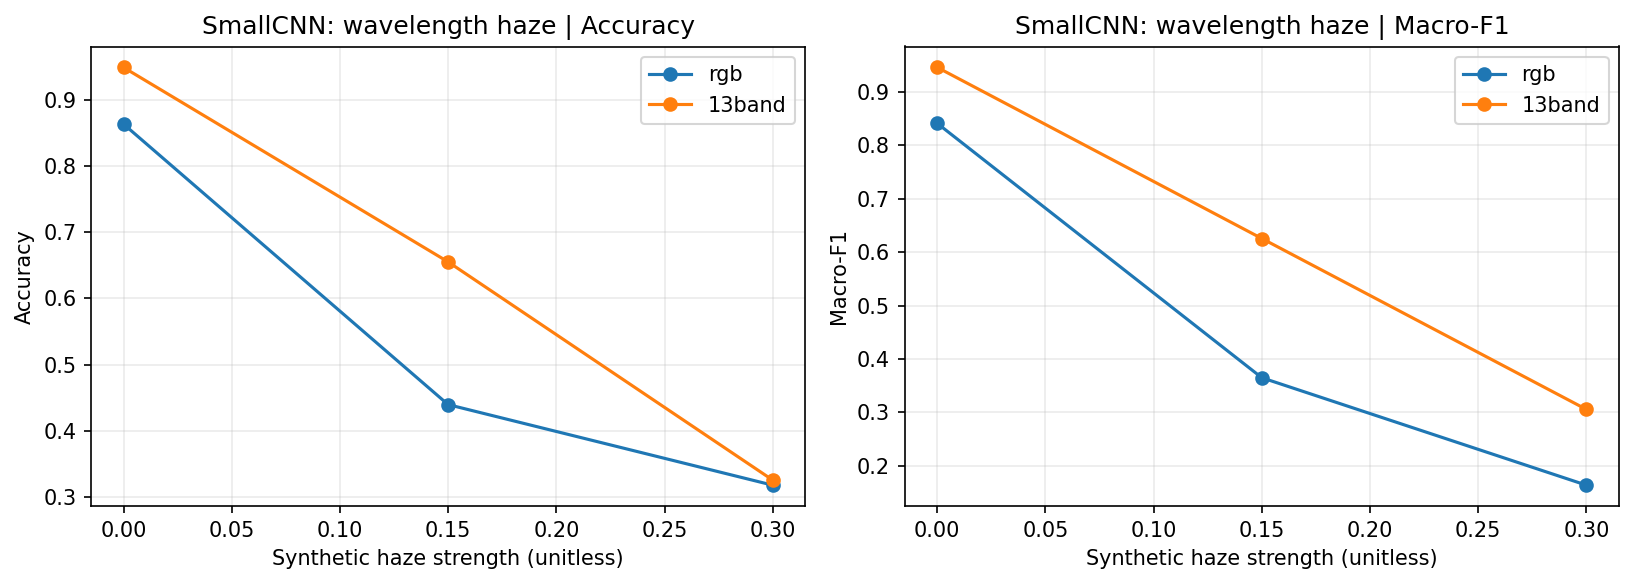 SmallCNN: wavelength haze | Accuracy
rgb
13band
0.9
0.8
0.7
0.6
0.5
0.4
0.3
Accuracy
0.00 0.05 0.10 0.15 0.20 0.25 0.30
Synthetic haze strength (unitless)
SmallCNN: wavelength haze | Macro-F1
rgb
13band
0.9
0.8
0.7
0.6
0.5
0.4
0.3
0.2
Macro-F1
0.00 0.05 0.10 0.15 0.20 0.25 0.30
Synthetic haze strength (unitless)